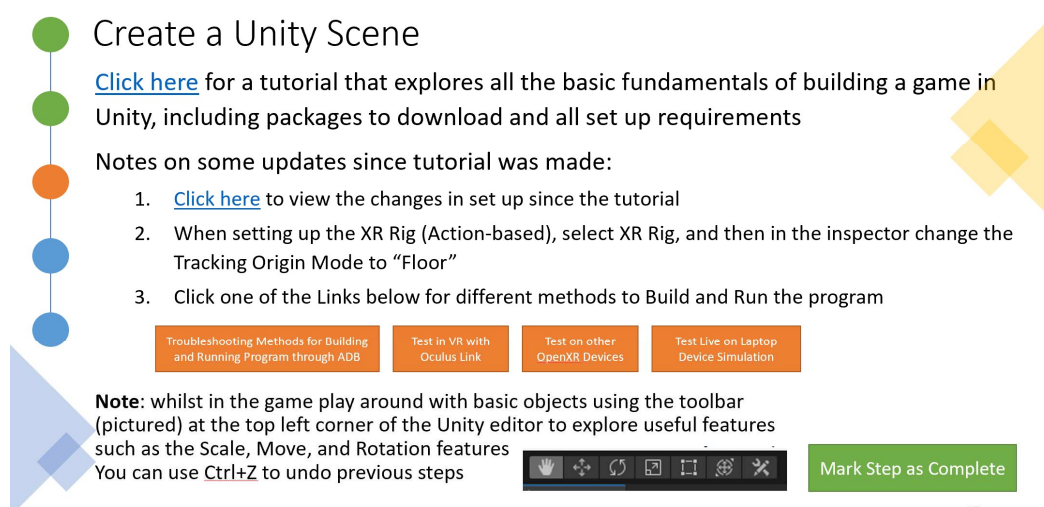 Create a Unity Scene
Click here for a tutorial that explores all the basic fundamentals of building a game in
Unity, including packages to download and all set up requirements
Notes on some updates since tutorial was made:
1. Click here to view the changes in set up since the tutorial
2. When setting up the XR Rig (Action-based), select XR Rig, and then in the inspector change the
Tracking Origin Mode to “Floor”
3. Click one of the Links below for different methods to Build and Run the program
Troubleshooting Methods for Building
and Running Program through ADB
Test in VR with
Oculus Link
Test on other
OpenXR Devices
Test Live on Laptop
Device Simulation
Note: whilst in the game play around with basic objects using the toolbar
(pictured) at the top left corner of the Unity editor to explore useful features
such as the Scale, Move, and Rotation features
You can use Ctrl+Z to undo previous steps
Mark Step as Complete